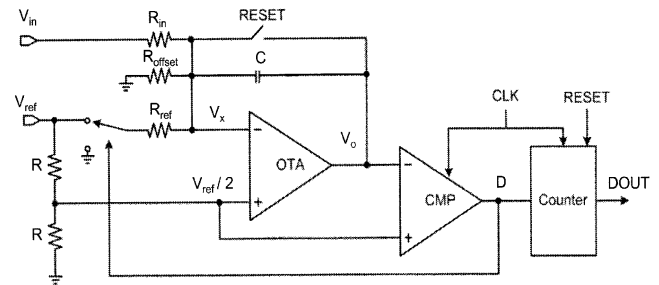 V_in
R_in
RESET
R_offset
C
V_ref
R_ref
V_x
CLK
RESET
R
OTA
V_o
V_ref / 2
CMP
D
Counter
DOUT
R
−
+
−
+